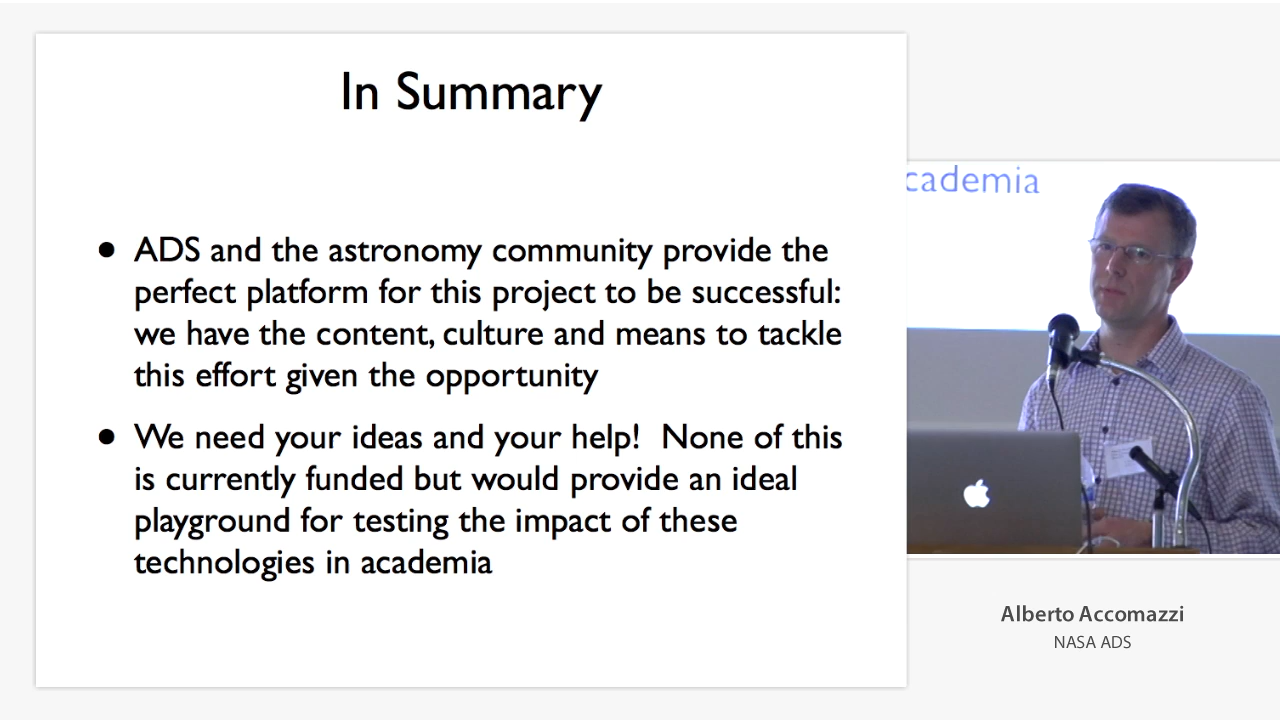 In Summary
• ADS and the astronomy community provide the
perfect platform for this project to be successful:
we have the content, culture and means to tackle
this effort given the opportunity
• We need your ideas and your help!  None of this
is currently funded but would provide an ideal
playground for testing the impact of these
technologies in academia
cademia
Alberto Accomazzi
NASA ADS